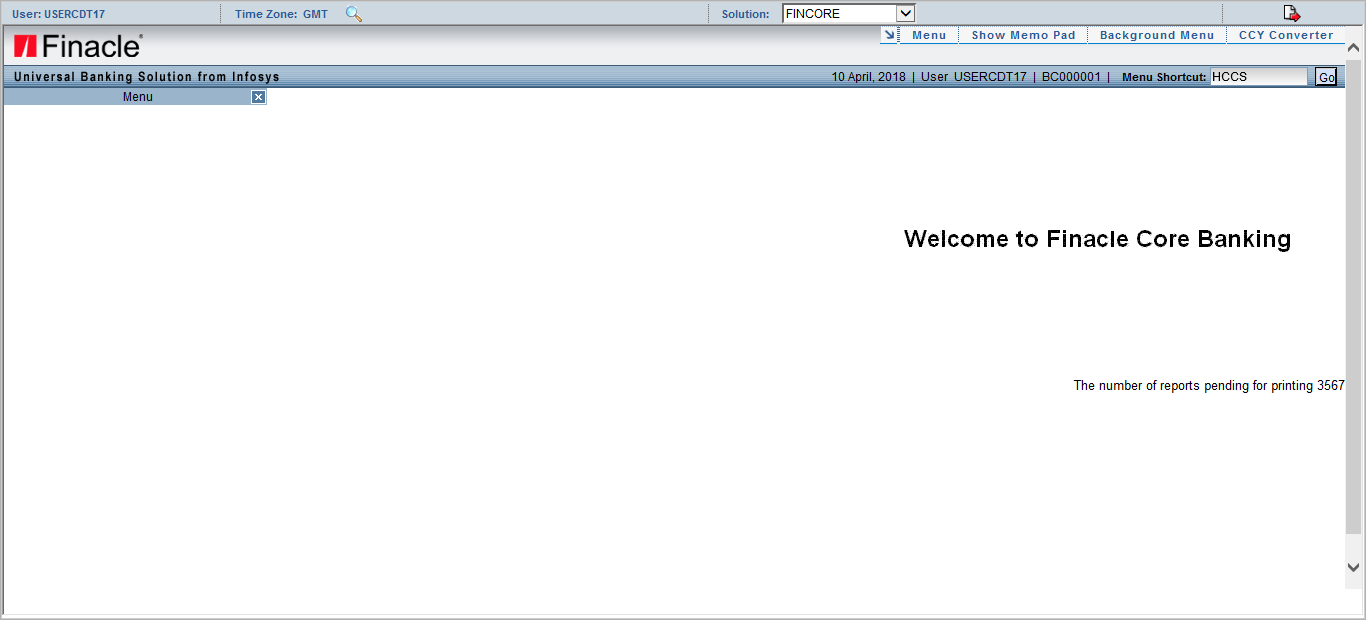 User: USERCDT17 Time Zone: GMT Solution: FINCORE
Finacle® Menu Show Memo Pad Background Menu CCY Converter
Universal Banking Solution from Infosys 10 April, 2018 | User USERCDT17 | BC000001 | Menu Shortcut: HCCS Go
Menu
Welcome to Finacle Core Banking
The number of reports pending for printing 3567